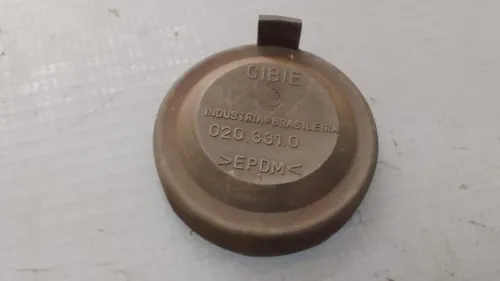 CIBIE
INDUSTRIA BRASILEIRA
020.331.0
>EPDM<